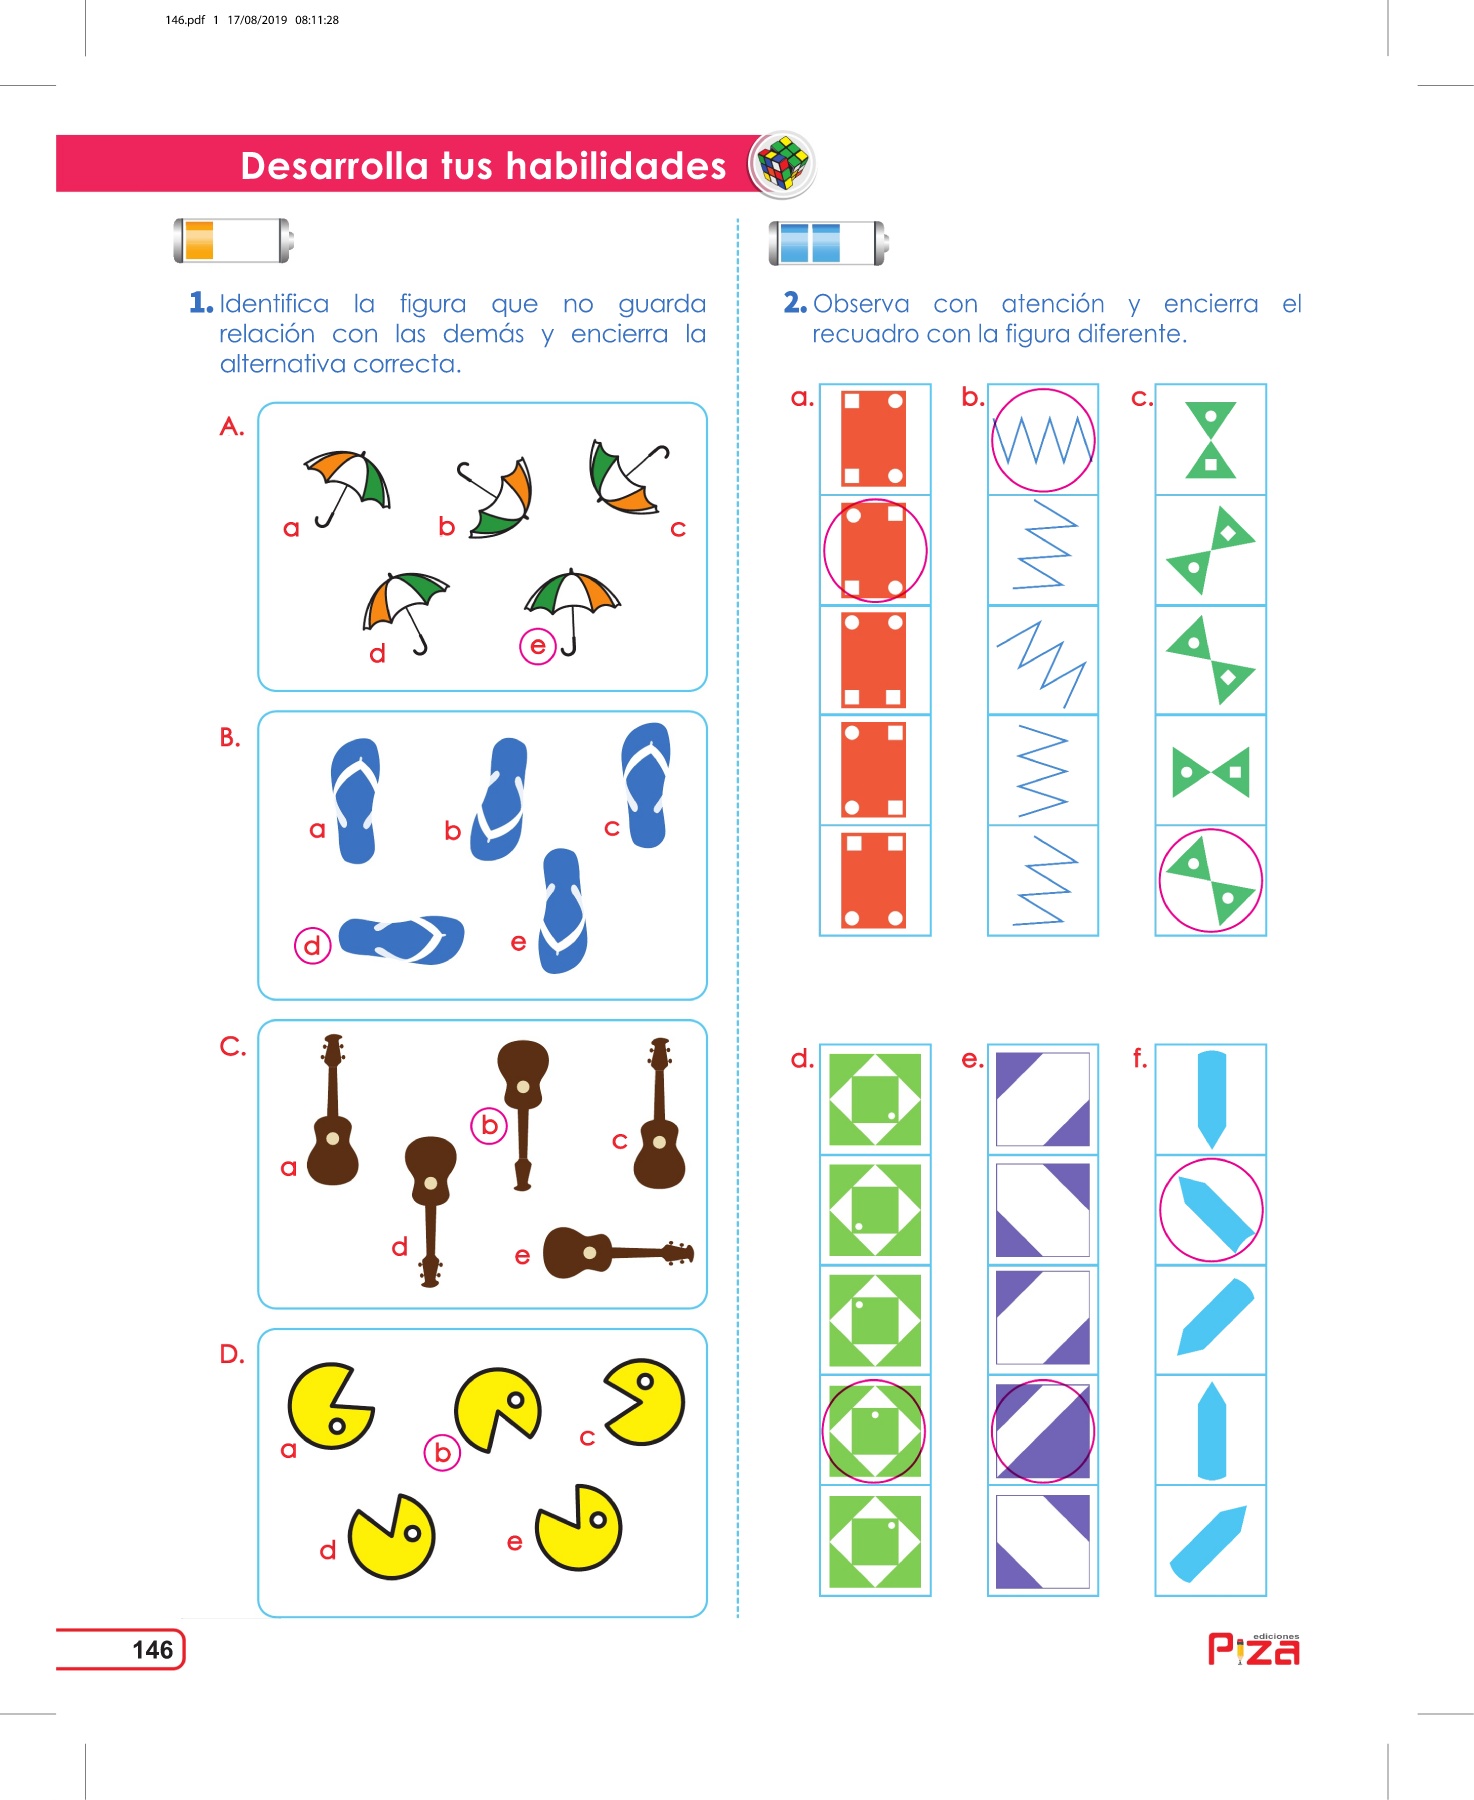 146.pdf 1 17/08/2019 08:11:28
Desarrolla tus habilidades
1. Identifica la figura que no guarda
relación con las demás y encierra la
alternativa correcta.
A.
a
b
c
d
e
B.
a
b
c
d
e
C.
a
b
c
d
e
D.
a
b
c
d
e
2. Observa con atención y encierra el
recuadro con la figura diferente.
a.
b.
c.
d.
e.
f.
146
ediciones
Piza